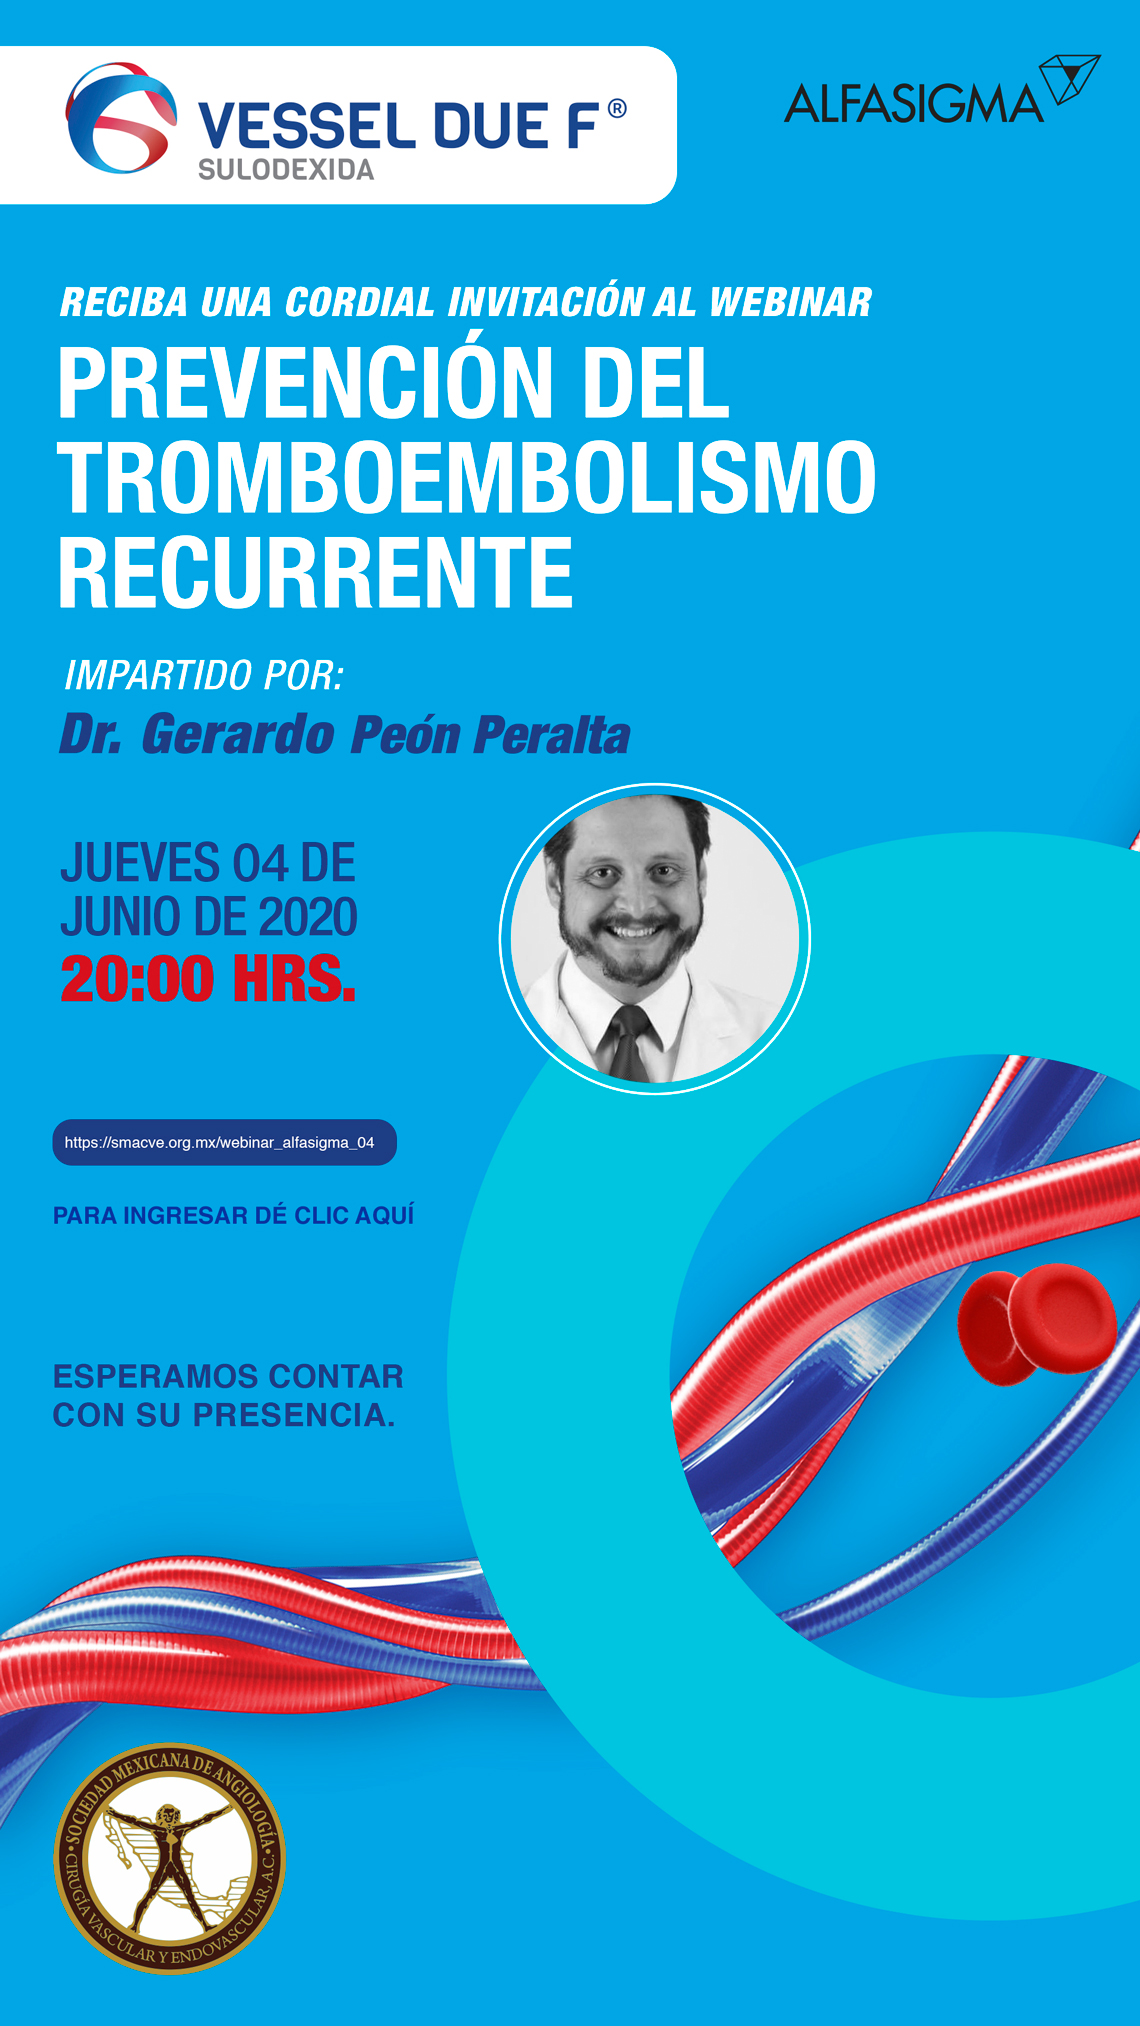 VESSEL DUE F®
SULODEXIDA
ALFASIGMA
RECIBA UNA CORDIAL INVITACIÓN AL WEBINAR
PREVENCIÓN DEL
TROMBOEMBOLISMO
RECURRENTE
IMPARTIDO POR:
Dr. Gerardo Peón Peralta
JUEVES 04 DE
JUNIO DE 2020
20:00 HRS.
https://smacve.org.mx/webinar_alfasigma_04
PARA INGRESAR DÉ CLIC AQUÍ
ESPERAMOS CONTAR
CON SU PRESENCIA.
•SOCIEDAD MEXICANA DE ANGIOLOGÍA•
CIRUGÍA VASCULAR Y ENDOVASCULAR, A.C.